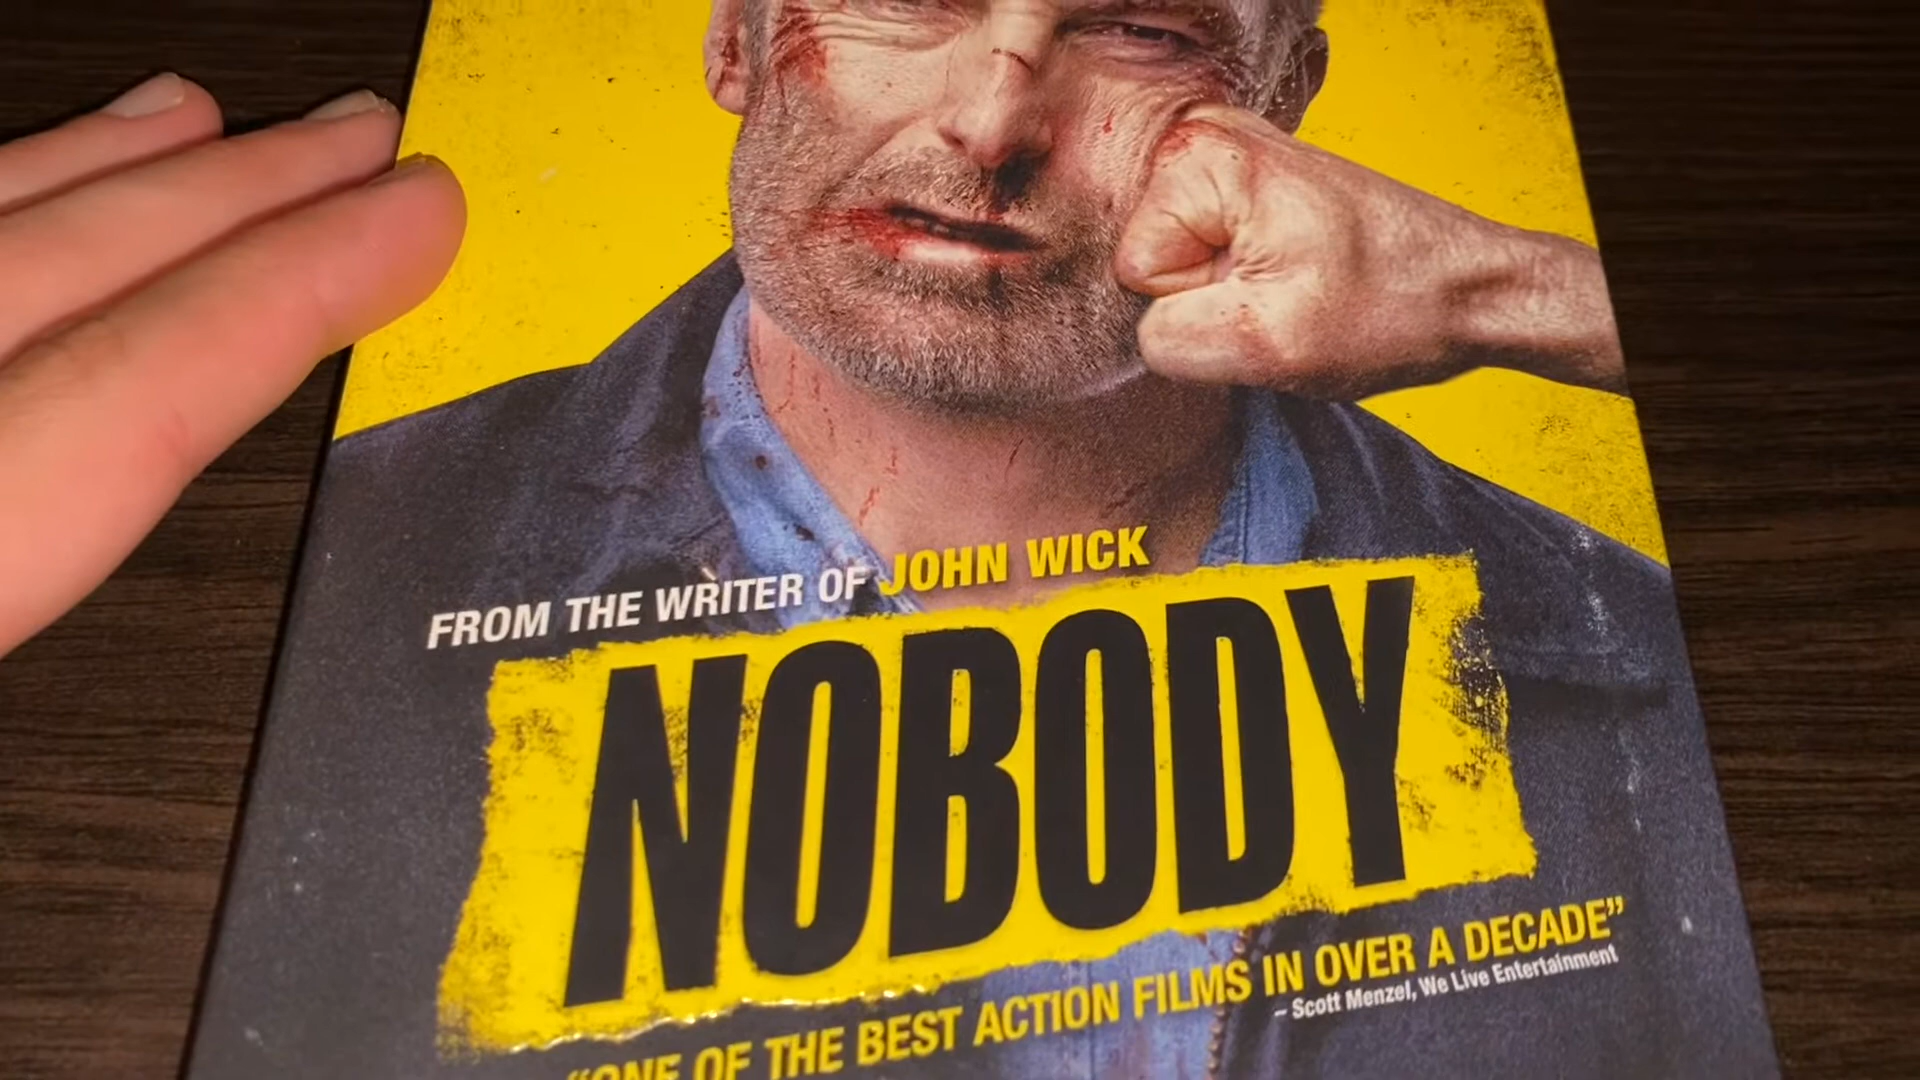 FROM THE WRITER OF JOHN WICK
NOBODY
“ONE OF THE BEST ACTION FILMS IN OVER A DECADE”
– Scott Menzel, We Live Entertainment